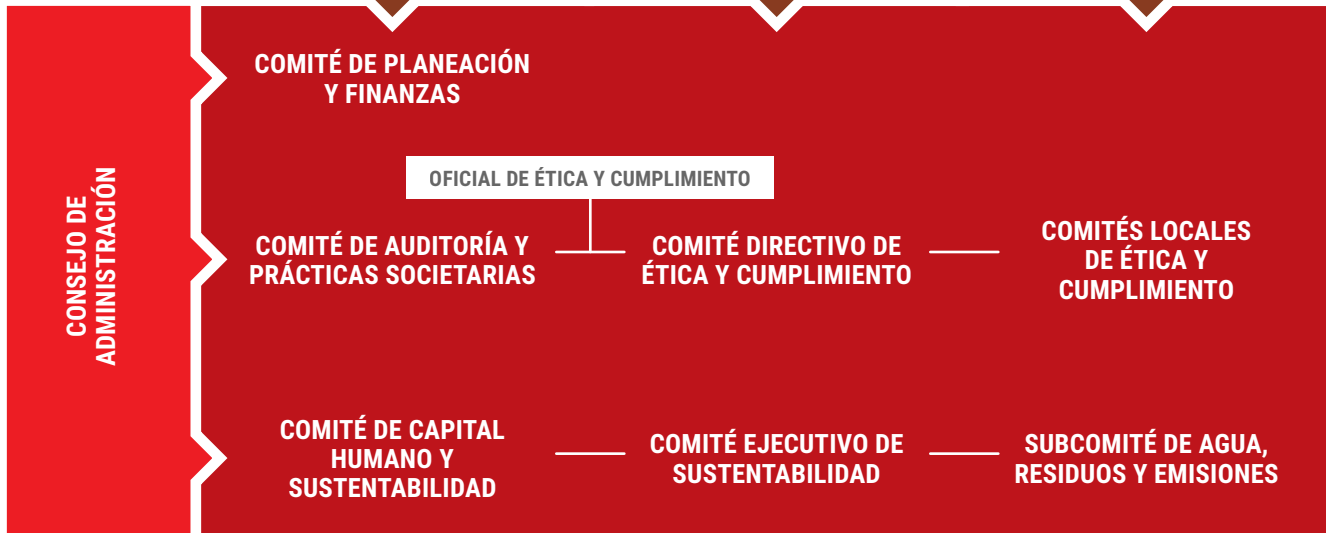 CONSEJO DE
ADMINISTRACIÓN
COMITÉ DE PLANEACIÓN
Y FINANZAS
OFICIAL DE ÉTICA Y CUMPLIMIENTO
COMITÉ DE AUDITORÍA Y
PRÁCTICAS SOCIETARIAS
COMITÉ DIRECTIVO DE
ÉTICA Y CUMPLIMIENTO
COMITÉS LOCALES
DE ÉTICA Y
CUMPLIMIENTO
COMITÉ DE CAPITAL
HUMANO Y
SUSTENTABILIDAD
COMITÉ EJECUTIVO DE
SUSTENTABILIDAD
SUBCOMITÉ DE AGUA,
RESIDUOS Y EMISIONES